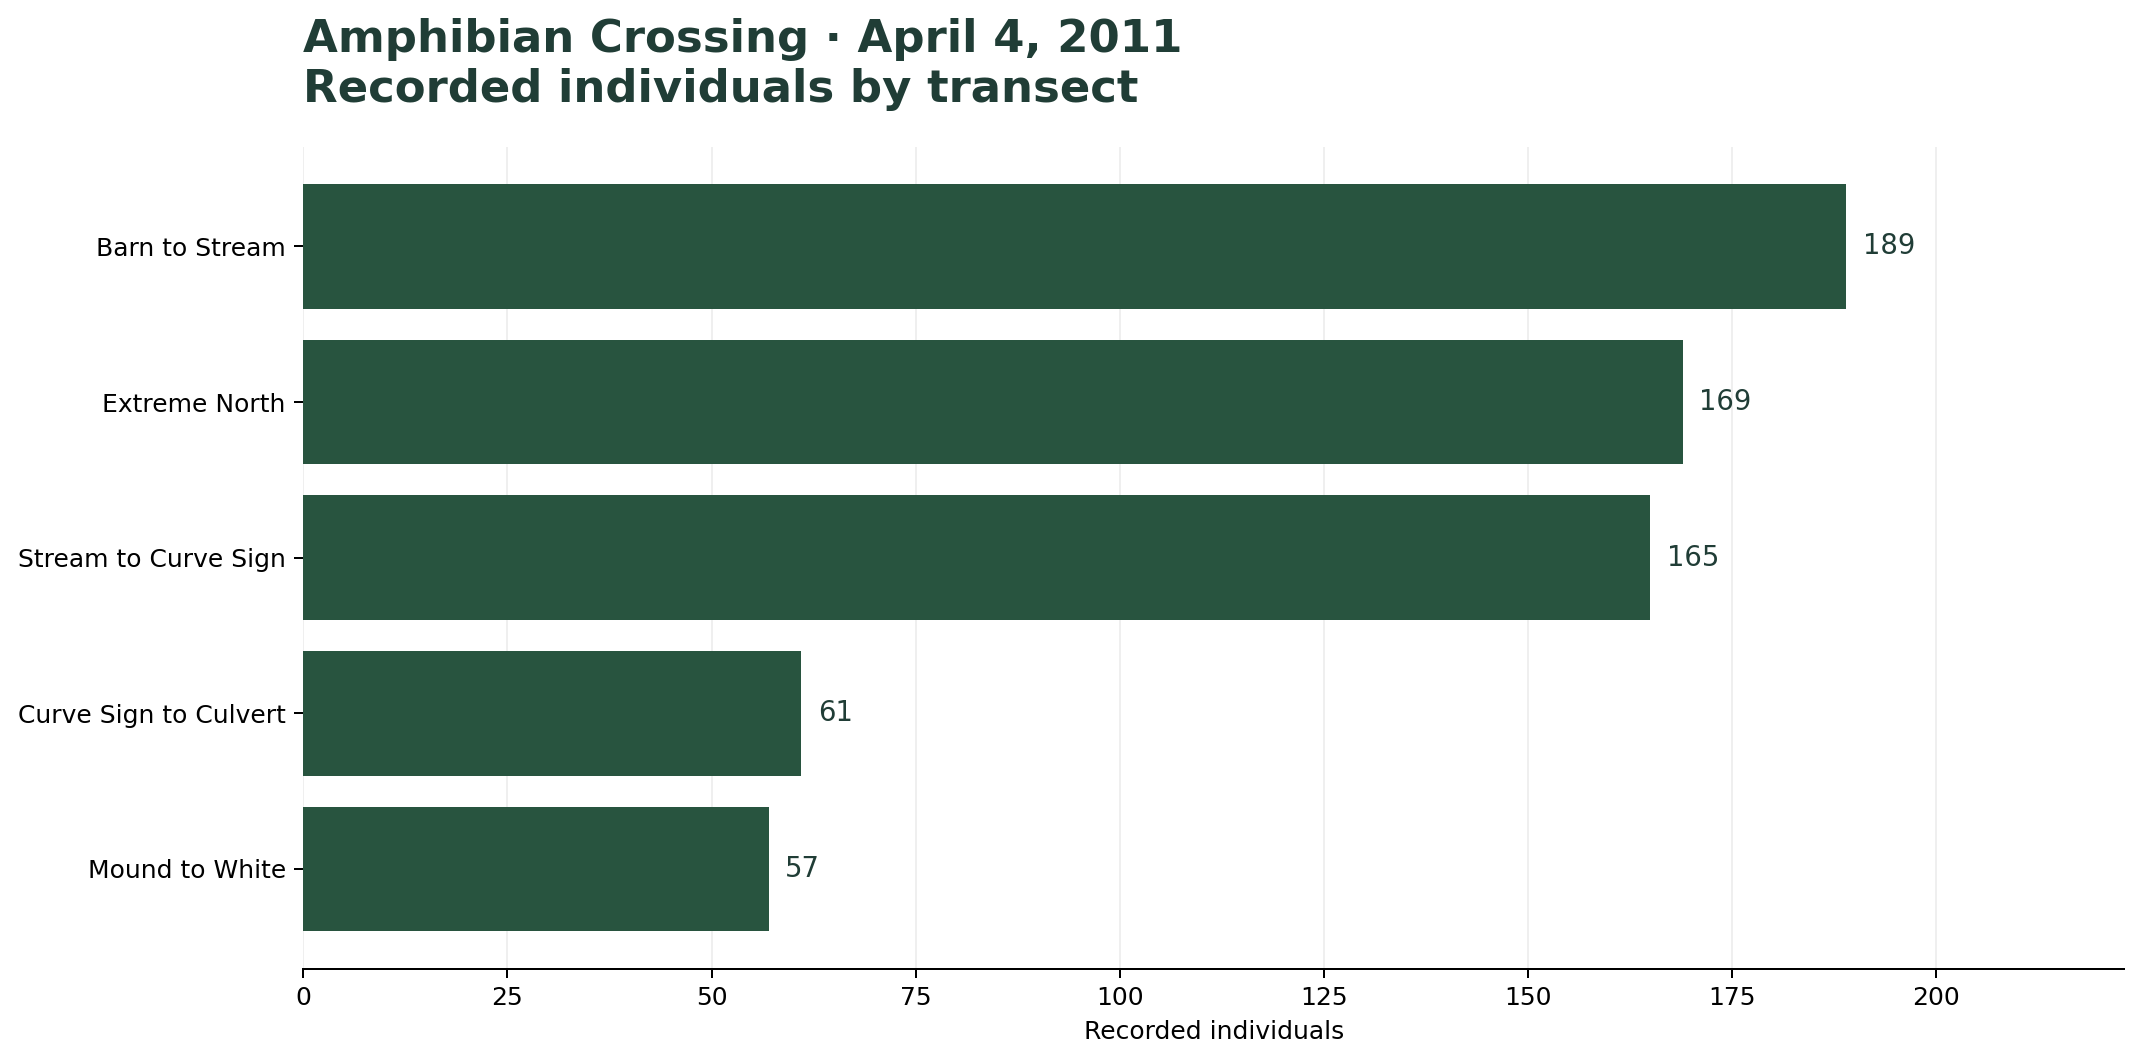 Amphibian Crossing · April 4, 2011
Recorded individuals by transect
Barn to Stream 189
Extreme North 169
Stream to Curve Sign 165
Curve Sign to Culvert 61
Mound to White 57
0 25 50 75 100 125 150 175 200
Recorded individuals